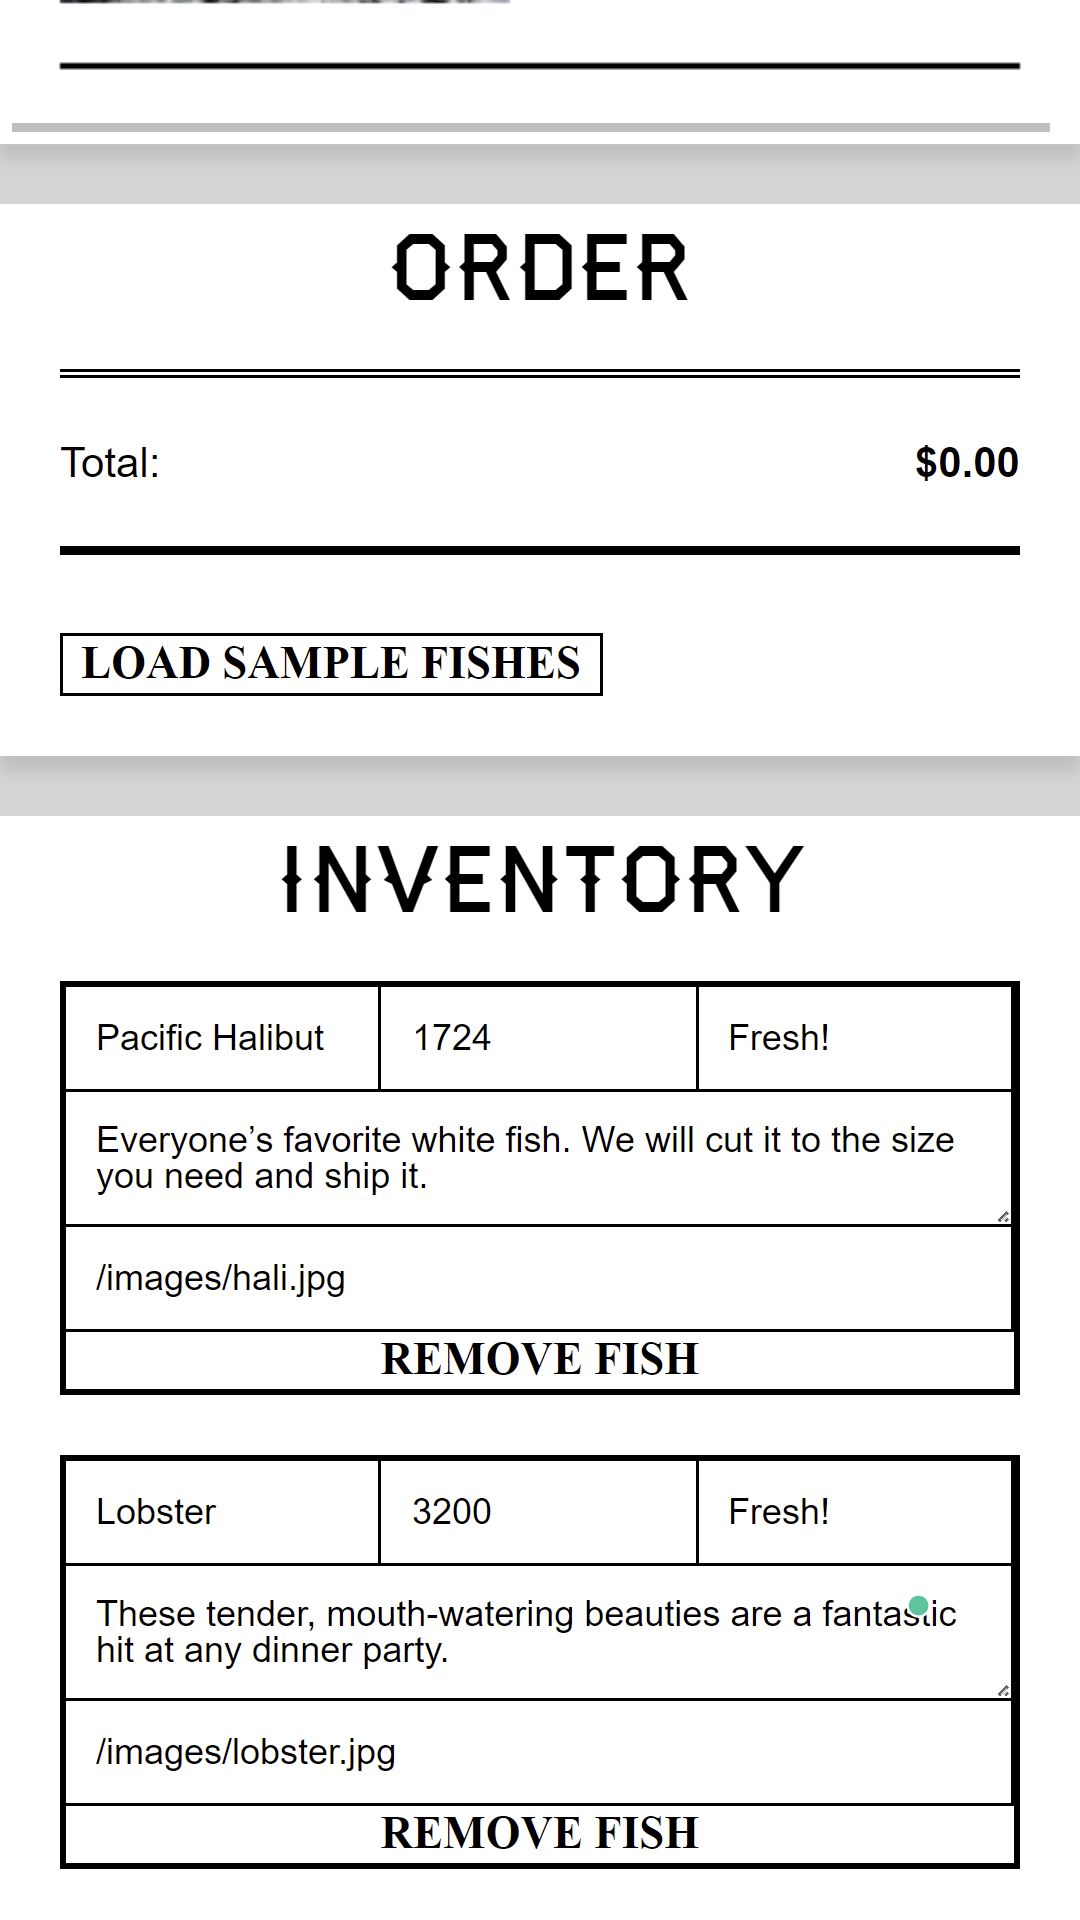 ORDER
Total: $0.00
LOAD SAMPLE FISHES
INVENTORY
Pacific Halibut 1724 Fresh!
Everyone’s favorite white fish. We will cut it to the size
you need and ship it.
/images/hali.jpg
REMOVE FISH
Lobster 3200 Fresh!
These tender, mouth-watering beauties are a fantastic
hit at any dinner party.
/images/lobster.jpg
REMOVE FISH